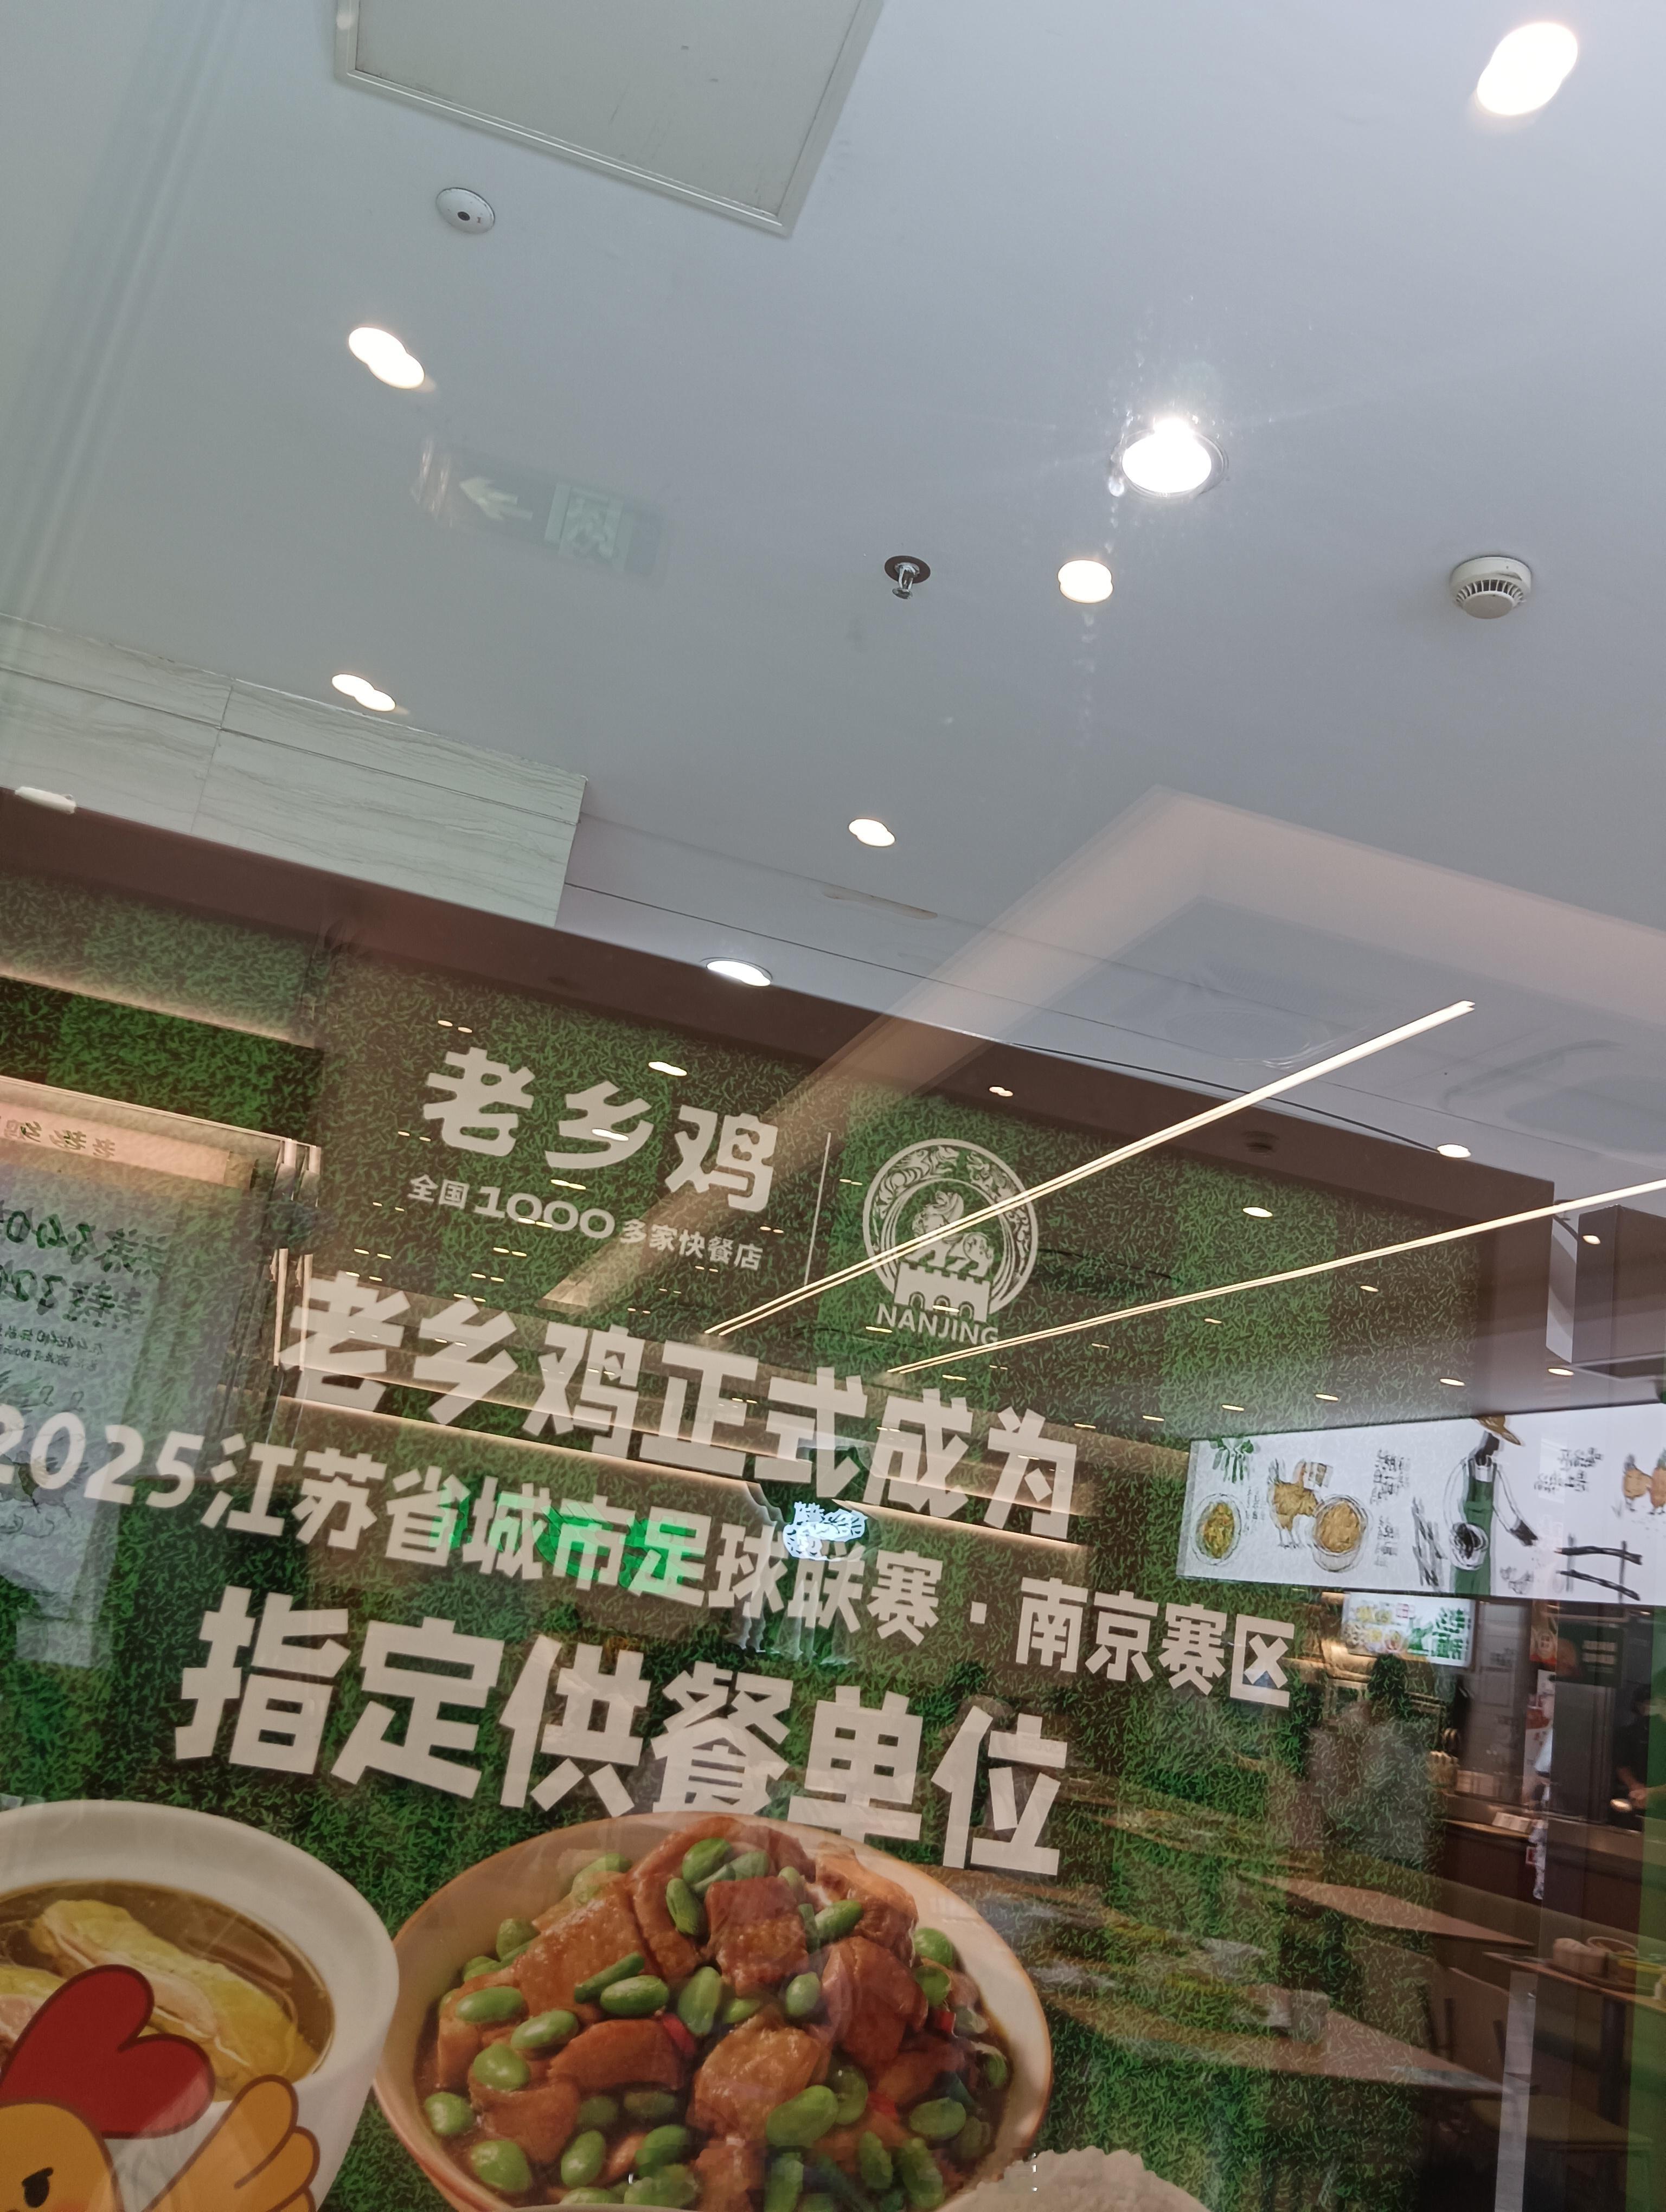 老乡鸡
全国1000多家快餐店
NANJING
老乡鸡正式成为
2025江苏省城市足球联赛·南京赛区
指定供餐单位